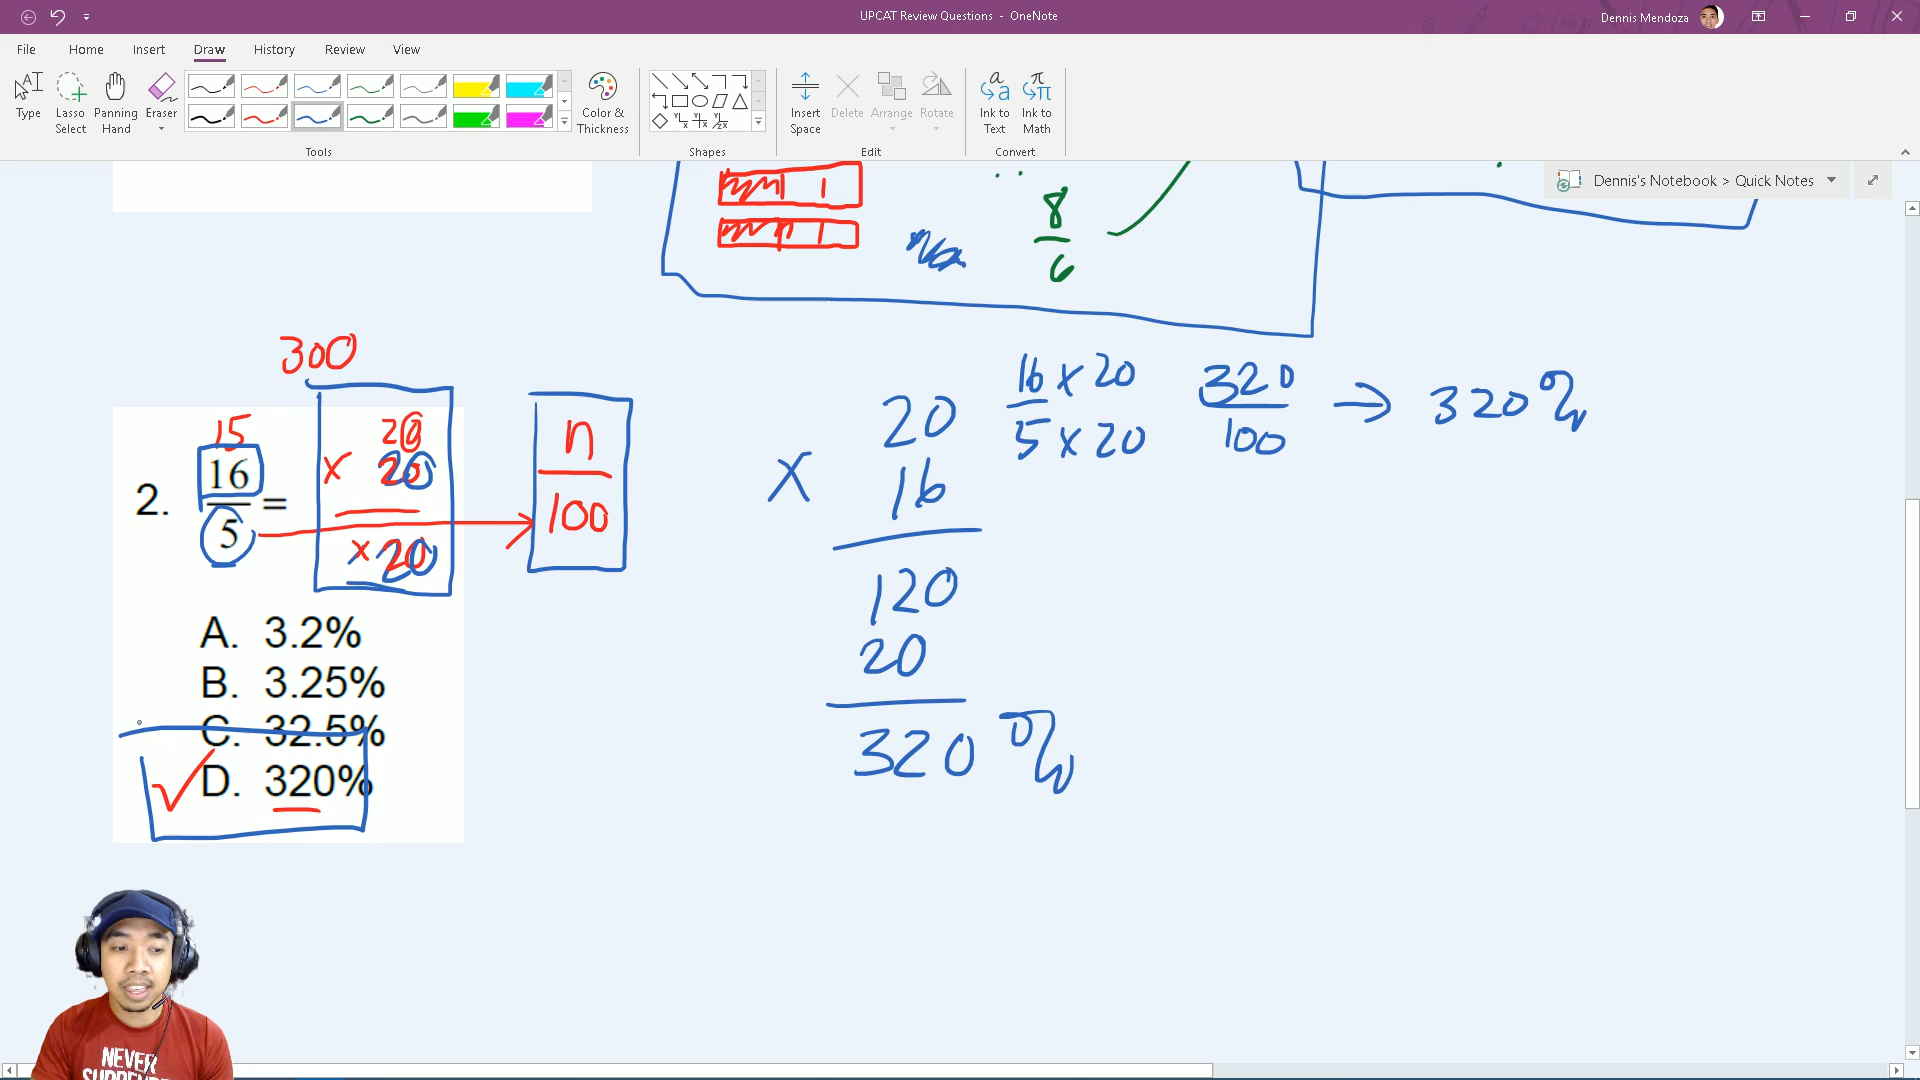 UPCAT Review Questions - OneNote
Dennis Mendoza
File Home Insert Draw History Review View
Type
Lasso Select
Panning Hand
Eraser
Color & Thickness
Insert Space
Delete
Arrange
Rotate
Ink to Text
Ink to Math
Tools
Shapes
Edit
Convert
Dennis's Notebook > Quick Notes
1
1
8
6
300
15
20
2. 16/5 =
× 20
× 20
n
100
20
× 16
120
20
320 %
16 × 20
5 × 20
320
100
→ 320%
A. 3.2%
B. 3.25%
C. 32.5%
D. 320%
NEVER
SURRENDER